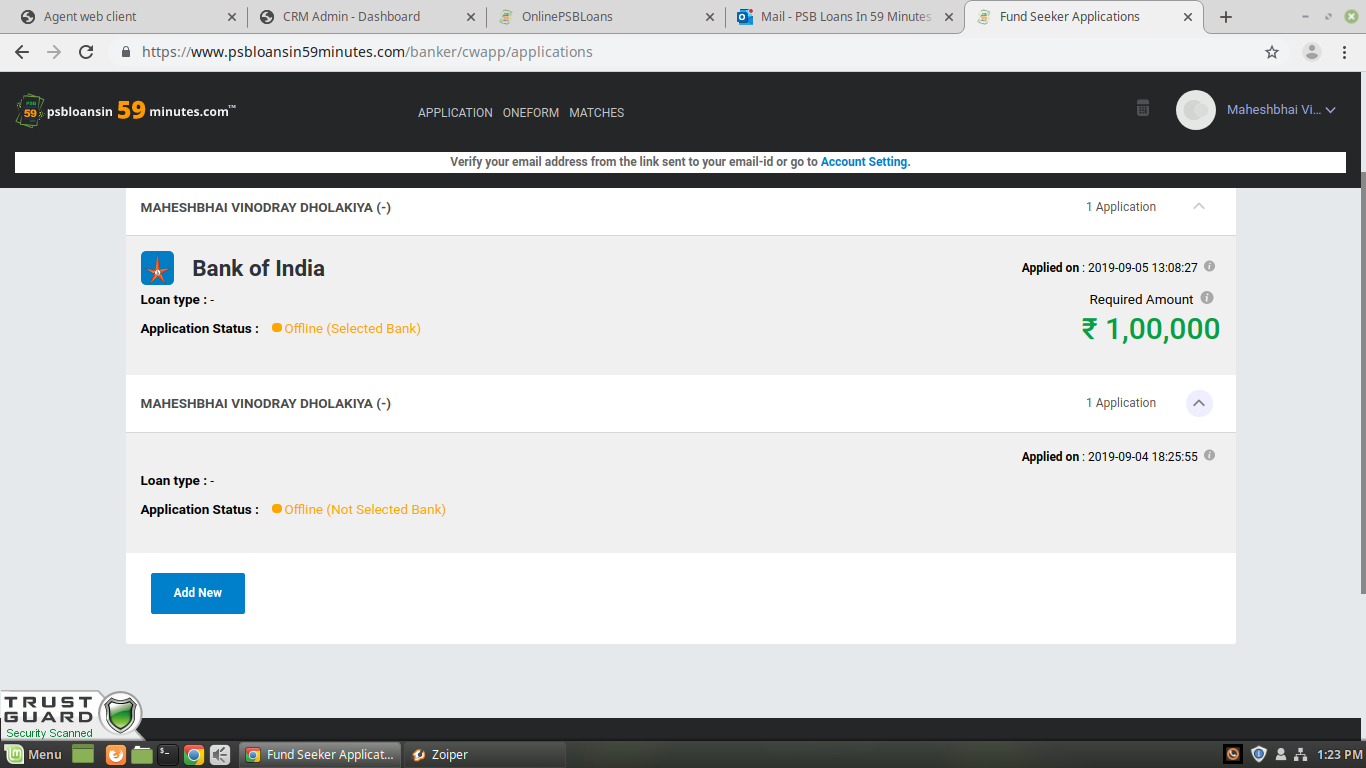 Agent web client
CRM Admin - Dashboard
OnlinePSBLoans
Mail - PSB Loans In 59 Minutes
Fund Seeker Applications
https://www.psbloansin59minutes.com/banker/cwapp/applications
PSB
59
psbloansin 59 minutes.com™
APPLICATION ONEFORM MATCHES
Maheshbhai Vi...
Verify your email address from the link sent to your email-id or go to Account Setting.
MAHESHBHAI VINODRAY DHOLAKIYA (-)
1 Application
Bank of India
Applied on : 2019-09-05 13:08:27
Loan type : -
Required Amount
Application Status : Offline (Selected Bank)
₹ 1,00,000
MAHESHBHAI VINODRAY DHOLAKIYA (-)
1 Application
Applied on : 2019-09-04 18:25:55
Loan type : -
Application Status : Offline (Not Selected Bank)
Add New
TRUST
GUARD
Security Scanned
Menu
Fund Seeker Applicat...
Zoiper
1:23 PM